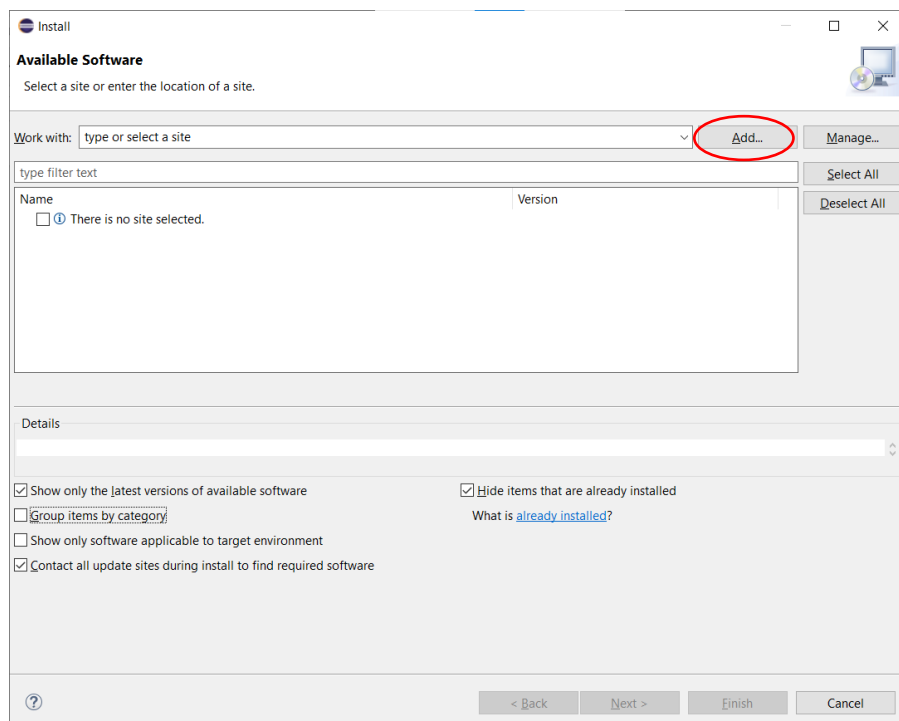 Install
Available Software
Select a site or enter the location of a site.
Work with: type or select a site Add... Manage...
type filter text Select All
Name Version Deselect All
There is no site selected.
Details
Show only the latest versions of available software Hide items that are already installed
Group items by category What is already installed?
Show only software applicable to target environment
Contact all update sites during install to find required software
< Back Next > Finish Cancel